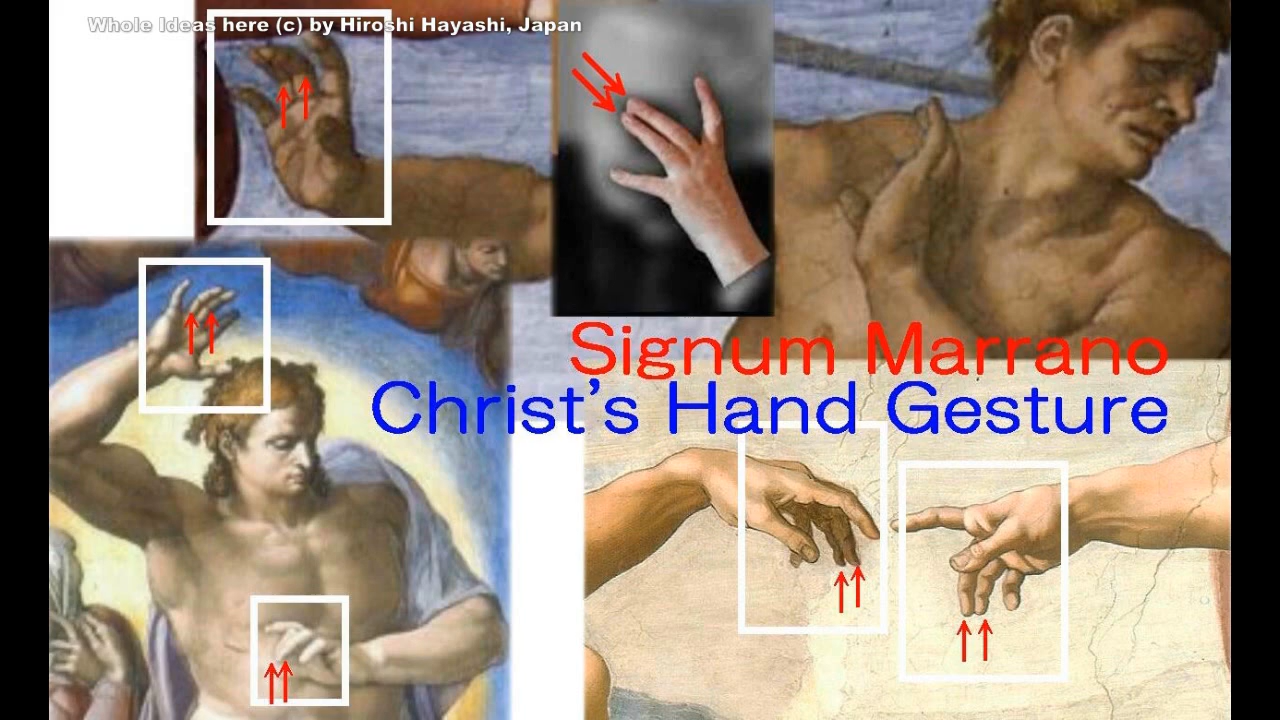 Whole Ideas here (c) by Hiroshi Hayashi, Japan
Signum Marrano
Christ's Hand Gesture